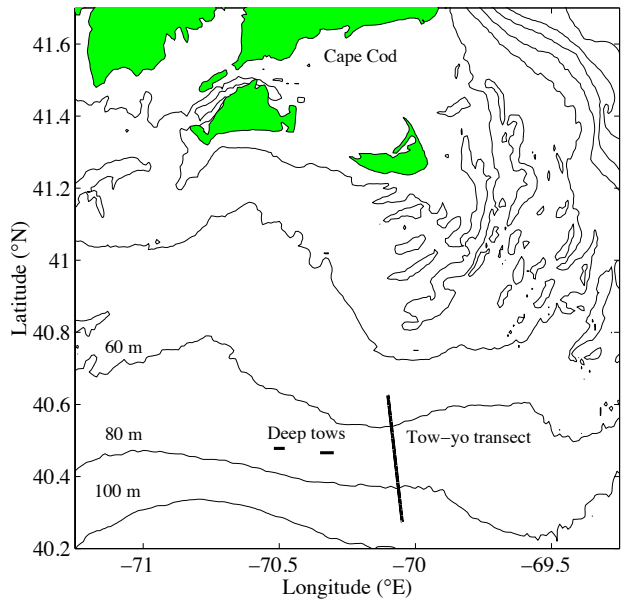 41.6
Cape Cod
41.4
41.2
Latitude (°N)
41
40.8
60 m
40.6
80 m
Deep tows
Tow−yo transect
40.4
100 m
40.2
−71
−70.5
−70
−69.5
Longitude (°E)